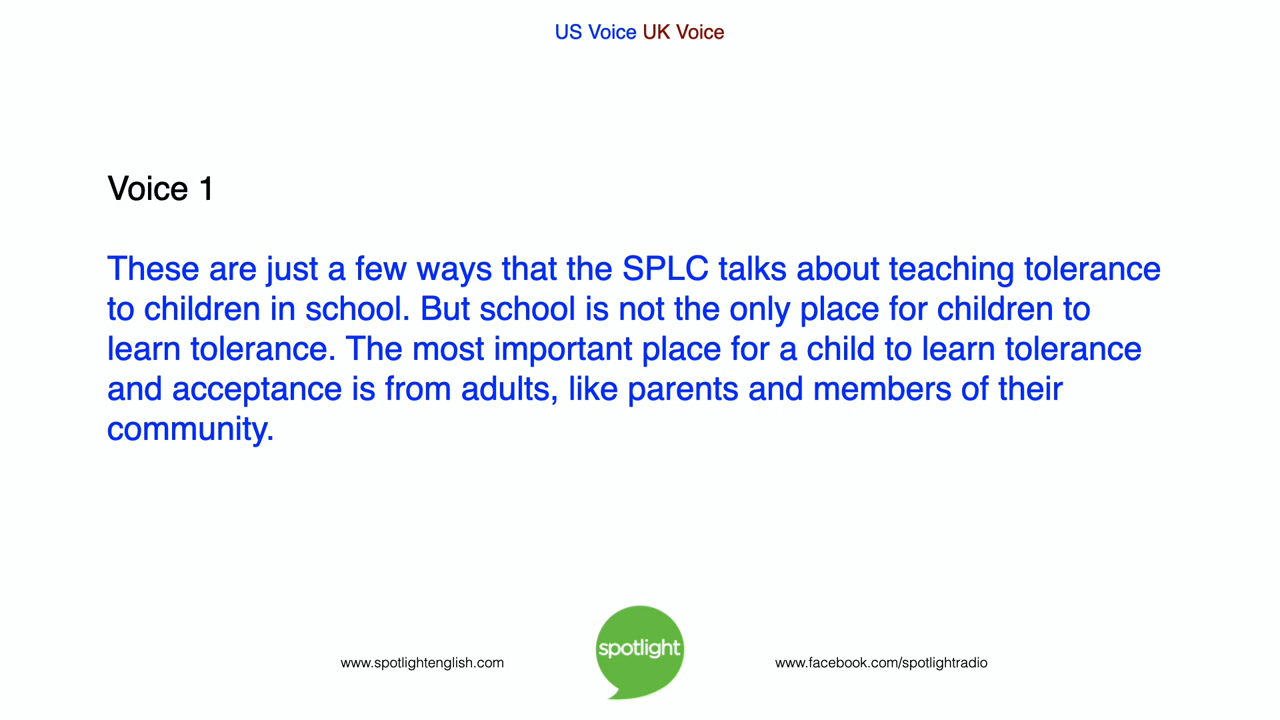 US Voice UK Voice
Voice 1
These are just a few ways that the SPLC talks about teaching tolerance
to children in school. But school is not the only place for children to
learn tolerance. The most important place for a child to learn tolerance
and acceptance is from adults, like parents and members of their
community.
www.spotlightenglish.com
spotlight
www.facebook.com/spotlightradio